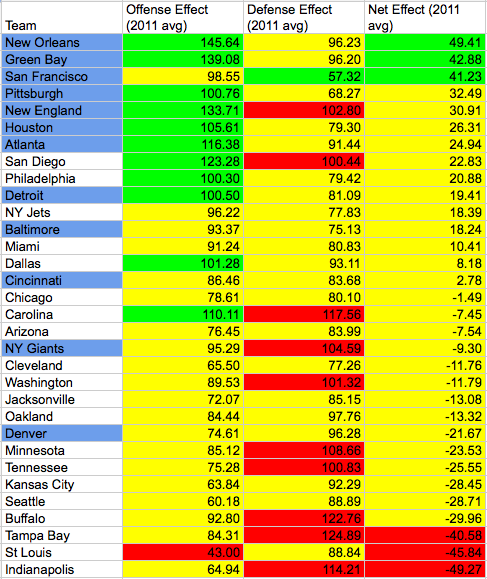 Team Offense Effect (2011 avg) Defense Effect (2011 avg) Net Effect (2011 avg)
New Orleans 145.64 96.23 49.41
Green Bay 139.08 96.20 42.88
San Francisco 98.55 57.32 41.23
Pittsburgh 100.76 68.27 32.49
New England 133.71 102.80 30.91
Houston 105.61 79.30 26.31
Atlanta 116.38 91.44 24.94
San Diego 123.28 100.44 22.83
Philadelphia 100.30 79.42 20.88
Detroit 100.50 81.09 19.41
NY Jets 96.22 77.83 18.39
Baltimore 93.37 75.13 18.24
Miami 91.24 80.83 10.41
Dallas 101.28 93.11 8.18
Cincinnati 86.46 83.68 2.78
Chicago 78.61 80.10 -1.49
Carolina 110.11 117.56 -7.45
Arizona 76.45 83.99 -7.54
NY Giants 95.29 104.59 -9.30
Cleveland 65.50 77.26 -11.76
Washington 89.53 101.32 -11.79
Jacksonville 72.07 85.15 -13.08
Oakland 84.44 97.76 -13.32
Denver 74.61 96.28 -21.67
Minnesota 85.12 108.66 -23.53
Tennessee 75.28 100.83 -25.55
Kansas City 63.84 92.29 -28.45
Seattle 60.18 88.89 -28.71
Buffalo 92.80 122.76 -29.96
Tampa Bay 84.31 124.89 -40.58
St Louis 43.00 88.84 -45.84
Indianapolis 64.94 114.21 -49.27